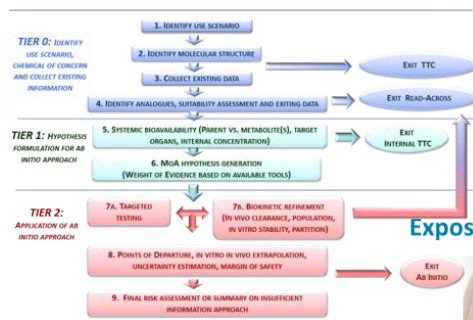 TIER 0: IDENTIFY
USE SCENARIO,
CHEMICAL OF CONCERN
AND COLLECT EXISTING
INFORMATION
1. IDENTIFY USE SCENARIO
2. IDENTIFY MOLECULAR STRUCTURE
3. COLLECT EXISTING DATA
4. IDENTIFY ANALOGUES, SUITABILITY ASSESSMENT AND EXITING DATA
EXIT TTC
EXIT READ-ACROSS
TIER 1: HYPOTHESIS
FORMULATION FOR AB
INITIO APPROACH
5. SYSTEMIC BIOAVAILABILITY (PARENT VS. METABOLITE(S), TARGET
ORGANS, INTERNAL CONCENTRATION)
EXIT
INTERNAL TTC
6. MOA HYPOTHESIS GENERATION
(WEIGHT OF EVIDENCE BASED ON AVAILABLE TOOLS)
TIER 2:
APPLICATION OF AB
INITIO APPROACH
7A. TARGETED
TESTING
7B. BIOKINETIC REFINEMENT
(IN VIVO CLEARANCE, POPULATION,
IN VITRO STABILITY, PARTITION)
Expos
8. POINTS OF DEPARTURE, IN VITRO IN VIVO EXTRAPOLATION,
UNCERTAINTY ESTIMATION, MARGIN OF SAFETY
EXIT
AB INITIO
9. FINAL RISK ASSESSMENT OR SUMMARY ON INSUFFICIENT
INFORMATION APPROACH